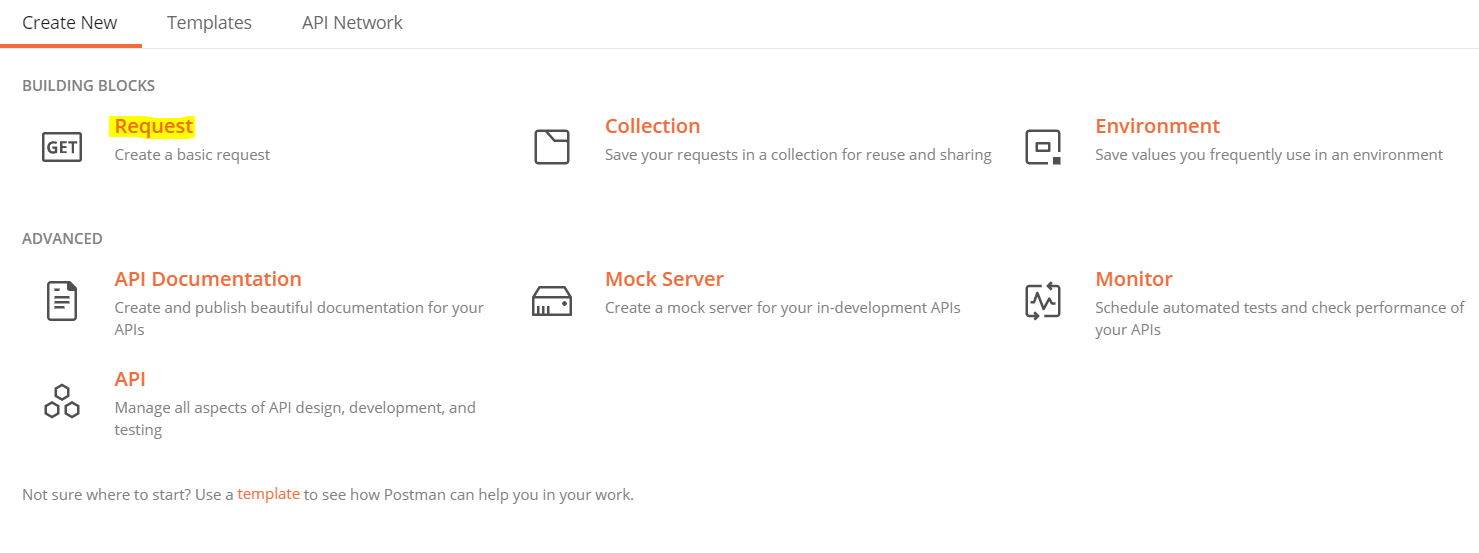 Create New Templates API Network
BUILDING BLOCKS
GET
Request
Create a basic request
Collection
Save your requests in a collection for reuse and sharing
Environment
Save values you frequently use in an environment
ADVANCED
API Documentation
Create and publish beautiful documentation for your
APIs
Mock Server
Create a mock server for your in-development APIs
Monitor
Schedule automated tests and check performance of
your APIs
API
Manage all aspects of API design, development, and
testing
Not sure where to start? Use a template to see how Postman can help you in your work.